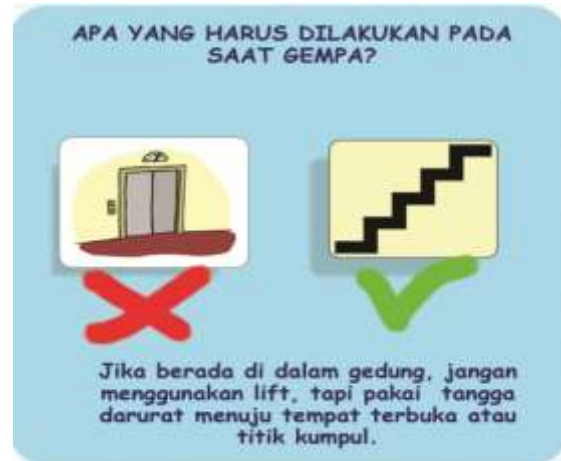 APA YANG HARUS DILAKUKAN PADA
SAAT GEMPA?
Jika berada di dalam gedung, jangan
menggunakan lift, tapi pakai tangga
darurat menuju tempat terbuka atau
titik kumpul.